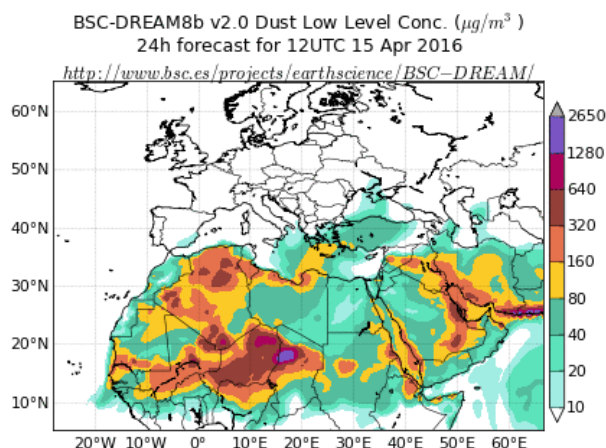 BSC-DREAM8b v2.0 Dust Low Level Conc. (μg/m³ )
24h forecast for 12UTC 15 Apr 2016
http://www.bsc.es/projects/earthscience/BSC−DREAM/
60°N
50°N
40°N
30°N
20°N
10°N
20°W 10°W 0° 10°E 20°E 30°E 40°E 50°E 60°E
2650
1280
640
320
160
80
40
20
10